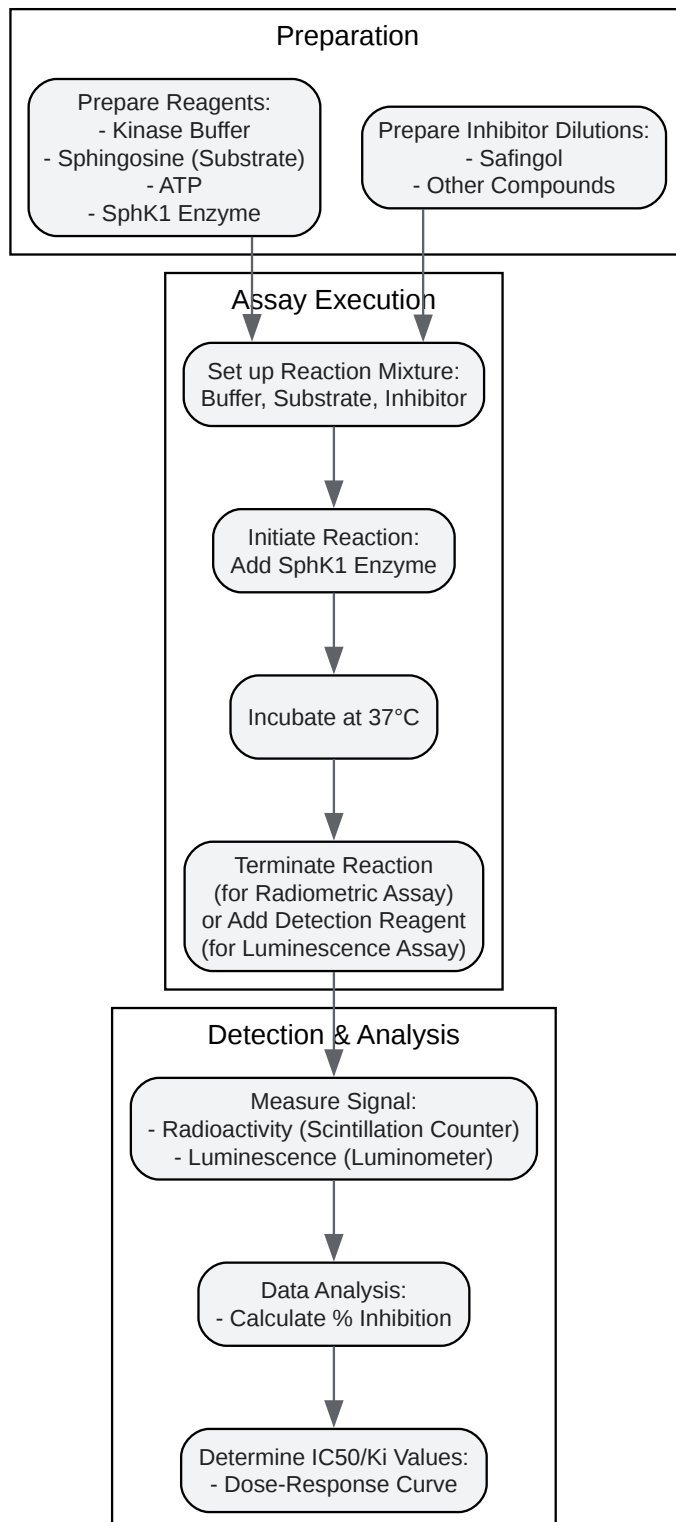 Preparation
Prepare Reagents:
- Kinase Buffer
- Sphingosine (Substrate)
- ATP
- SphK1 Enzyme
Prepare Inhibitor Dilutions:
- Safingol
- Other Compounds
Assay Execution
Set up Reaction Mixture:
Buffer, Substrate, Inhibitor
Initiate Reaction:
Add SphK1 Enzyme
Incubate at 37°C
Terminate Reaction
(for Radiometric Assay)
or Add Detection Reagent
(for Luminescence Assay)
Detection & Analysis
Measure Signal:
- Radioactivity (Scintillation Counter)
- Luminescence (Luminometer)
Data Analysis:
- Calculate % Inhibition
Determine IC50/Ki Values:
- Dose-Response Curve